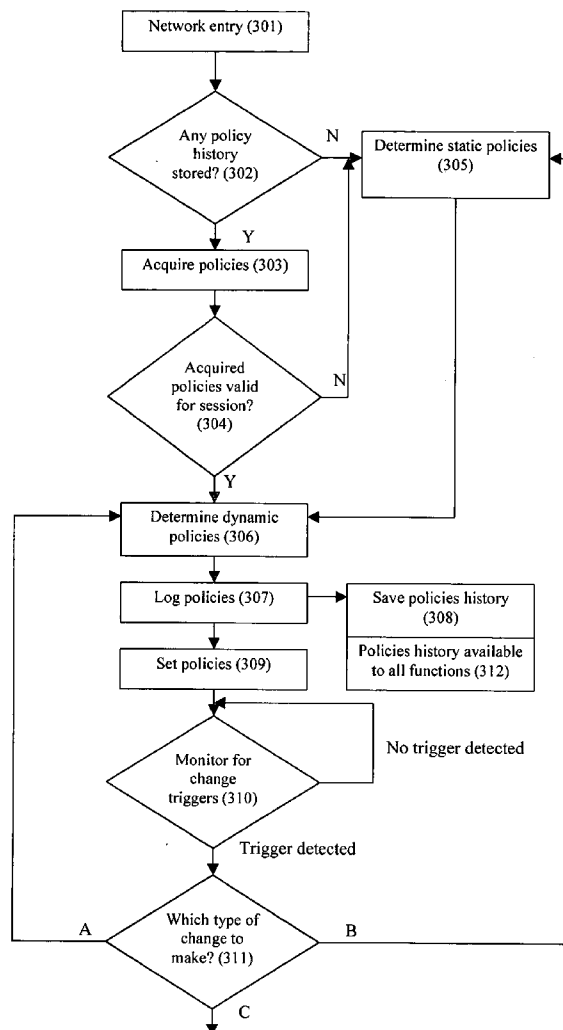 Network entry (301)
Any policy
history
stored? (302)
N
Determine static policies
(305)
Y
Acquire policies (303)
Acquired
policies valid
for session?
(304)
N
Y
Determine dynamic
policies (306)
Log policies (307)
Save policies history
(308)
Policies history available
to all functions (312)
Set policies (309)
No trigger detected
Monitor for
change
triggers (310)
Trigger detected
A
Which type of
change to
make? (311)
B
C